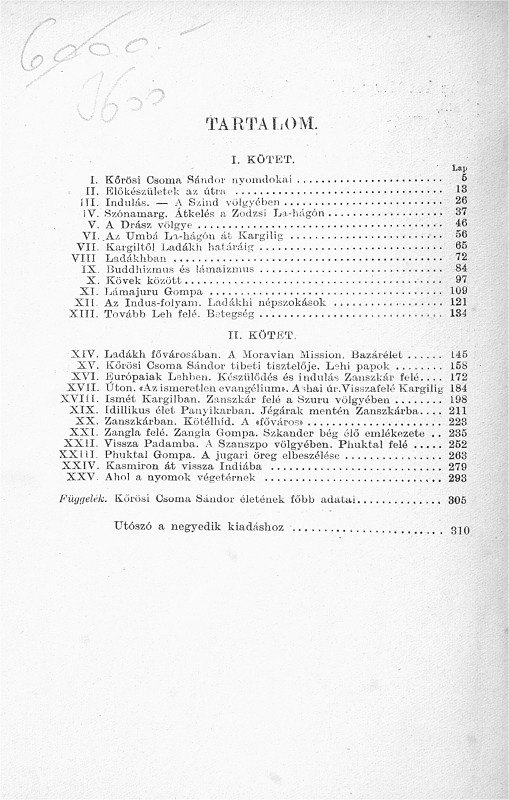 6000.-
3600
TARTALOM.
I. KÖTET.
Lap
I. Kőrösi Csoma Sándor nyomdokai ........................ 5
II. Előkészületek az útra .................................. 13
III. Indulás. — A Szind völgyében .......................... 26
IV. Szónamarg. Átkelés a Zodzsi La-hágón ................... 37
V. A Drász völgye ........................................ 46
VI. Az Umbá La-hágón át Kargilig ......................... 56
VII. Kargiltól Ladákh határáig .............................. 65
VIII Ladákhban ........................................... 72
IX. Buddhizmus és lámaizmus .............................. 84
X. Kövek között .......................................... 97
XI. Lámajuru Gompa ...................................... 109
XII. Az Indus-folyam. Ladákhi népszokások .................. 121
XIII. Tovább Leh felé. Betegség .............................. 134
II. KÖTET.
XIV. Ladákh fővárosában. A Moravian Mission. Bazárélet ...... 145
XV. Kőrösi Csoma Sándor tibeti tisztelője. Lehi papok ........ 158
XVI. Európaiak Lehben. Készülődés és indulás Zanszkár felé.... 172
XVII. Úton. «Az ismeretlen evangélium». Ashai úr. Visszafelé Kargilig 184
XVIII. Ismét Kargilban. Zanszkár felé a Szuru völgyében ........ 198
XIX. Idillikus élet Panyikarban. Jégárak mentén Zanszkárba.... 211
XX. Zanszkárban. Kötélhíd. A «főváros» ...................... 223
XXI. Zangla felé. Zangla Gompa. Szkander bég élő emlékezete .. 235
XXII. Vissza Padamba. A Szanszpo völgyében. Phuktal felé ..... 252
XXIII. Phuktal Gompa. A jugari öreg elbeszélése ................ 263
XXIV. Kasmiron át vissza Indiába ............................. 279
XXV. Ahol a nyomok végetérnek ............................. 293
Függelék. Kőrösi Csoma Sándor életének főbb adatai............. 305
Utószó a negyedik kiadáshoz ........................ 310